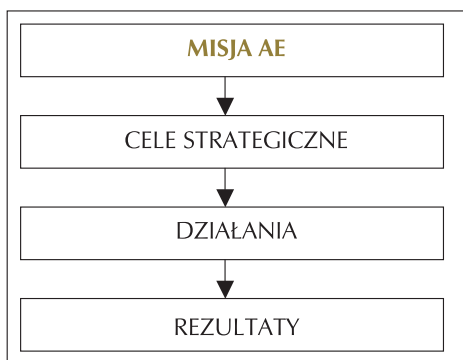 MISJA AE
CELE STRATEGICZNE
DZIAŁANIA
REZULTATY